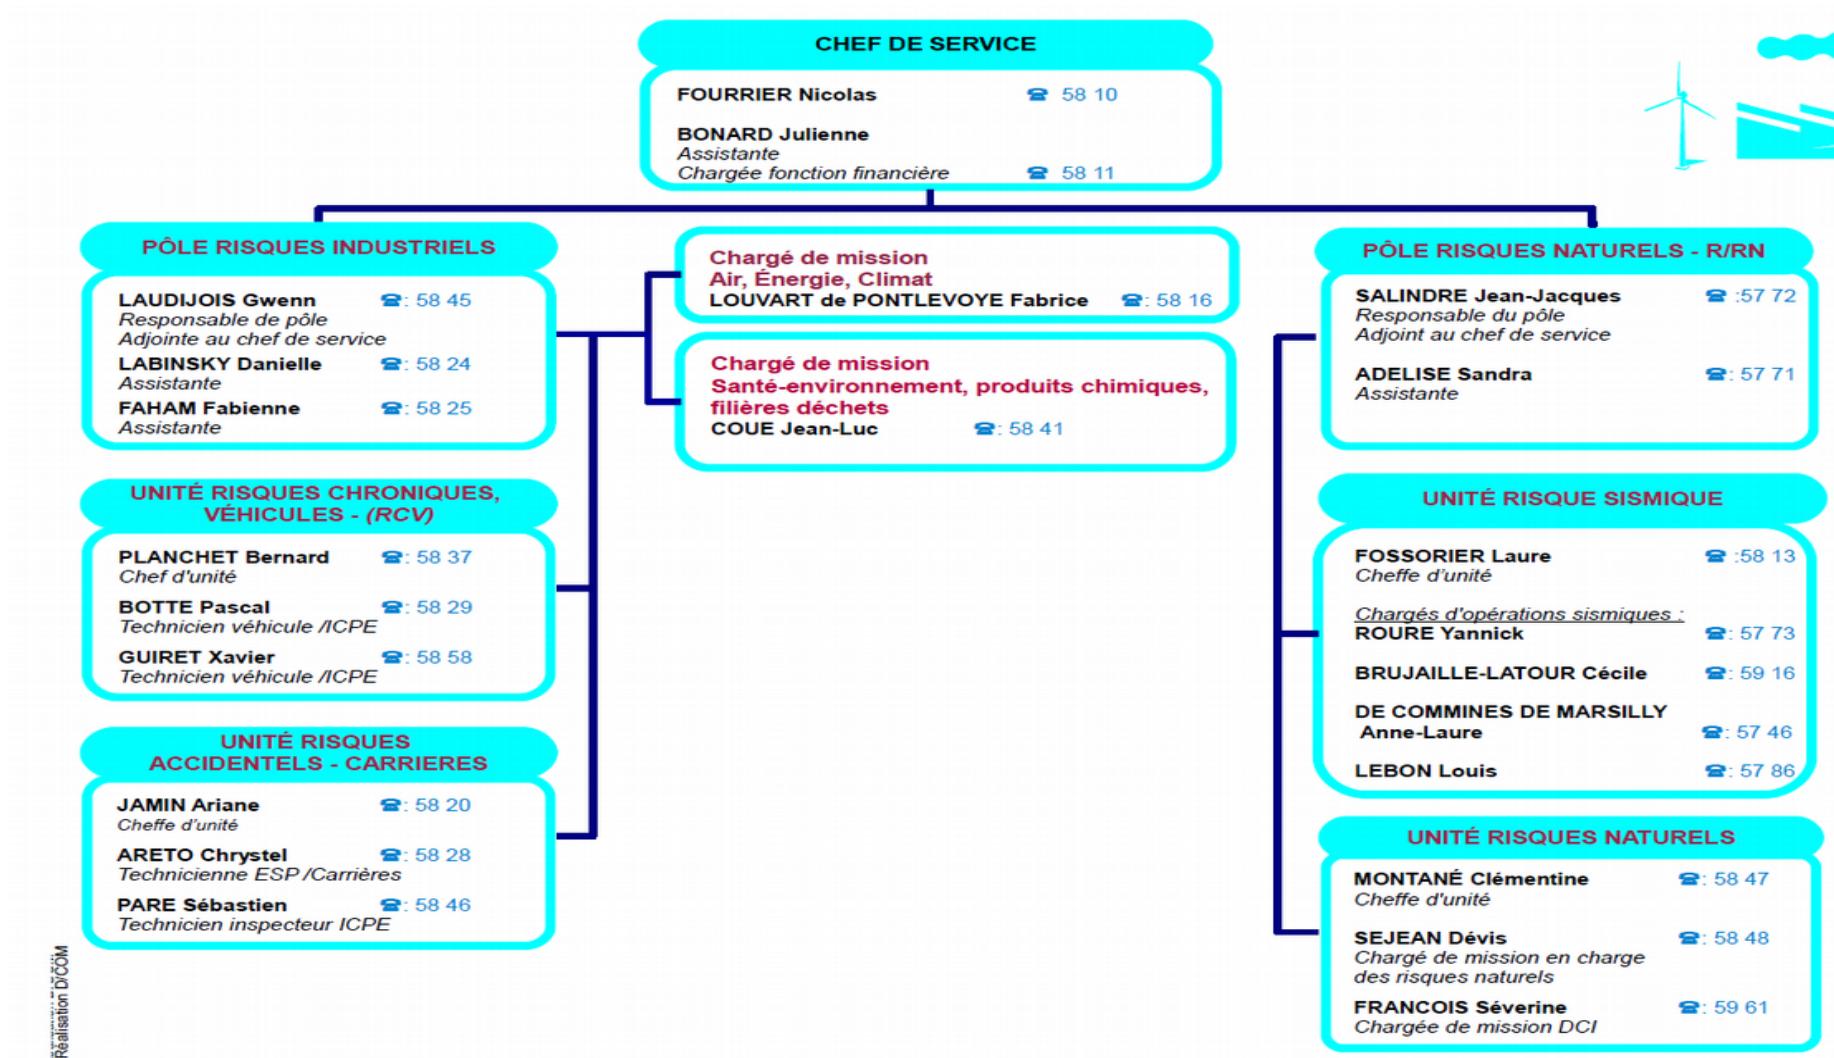 CHEF DE SERVICE
FOURRIER Nicolas ☎ 58 10
BONARD Julienne
Assistante
Chargée fonction financière ☎ 58 11
PÔLE RISQUES INDUSTRIELS
LAUDIJOIS Gwenn ☎: 58 45
Responsable de pôle
Adjointe au chef de service
LABINSKY Danielle ☎: 58 24
Assistante
FAHAM Fabienne ☎: 58 25
Assistante
UNITÉ RISQUES CHRONIQUES,
VÉHICULES - (RCV)
PLANCHET Bernard ☎: 58 37
Chef d'unité
BOTTE Pascal ☎: 58 29
Technicien véhicule /ICPE
GUIRET Xavier ☎: 58 58
Technicien véhicule /ICPE
UNITÉ RISQUES
ACCIDENTELS - CARRIERES
JAMIN Ariane ☎: 58 20
Cheffe d'unité
ARETO Chrystel ☎: 58 28
Technicienne ESP /Carrières
PARE Sébastien ☎: 58 46
Technicien inspecteur ICPE
Chargé de mission
Air, Énergie, Climat
LOUVART de PONTLEVOYE Fabrice ☎: 58 16
Chargé de mission
Santé-environnement, produits chimiques,
filières déchets
COUE Jean-Luc ☎: 58 41
PÔLE RISQUES NATURELS - R/RN
SALINDRE Jean-Jacques ☎ :57 72
Responsable du pôle
Adjoint au chef de service
ADELISE Sandra ☎: 57 71
Assistante
UNITÉ RISQUE SISMIQUE
FOSSORIER Laure ☎ :58 13
Cheffe d'unité
Chargés d'opérations sismiques :
ROURE Yannick ☎: 57 73
BRUJAILLE-LATOUR Cécile ☎: 59 16
DE COMMINES DE MARSILLY
Anne-Laure ☎: 57 46
LEBON Louis ☎: 57 86
UNITÉ RISQUES NATURELS
MONTANÉ Clémentine ☎: 58 47
Cheffe d'unité
SEJEAN Dévis ☎: 58 48
Chargé de mission en charge
des risques naturels
FRANCOIS Séverine ☎: 59 61
Chargée de mission DCI
Réalisation D/COM